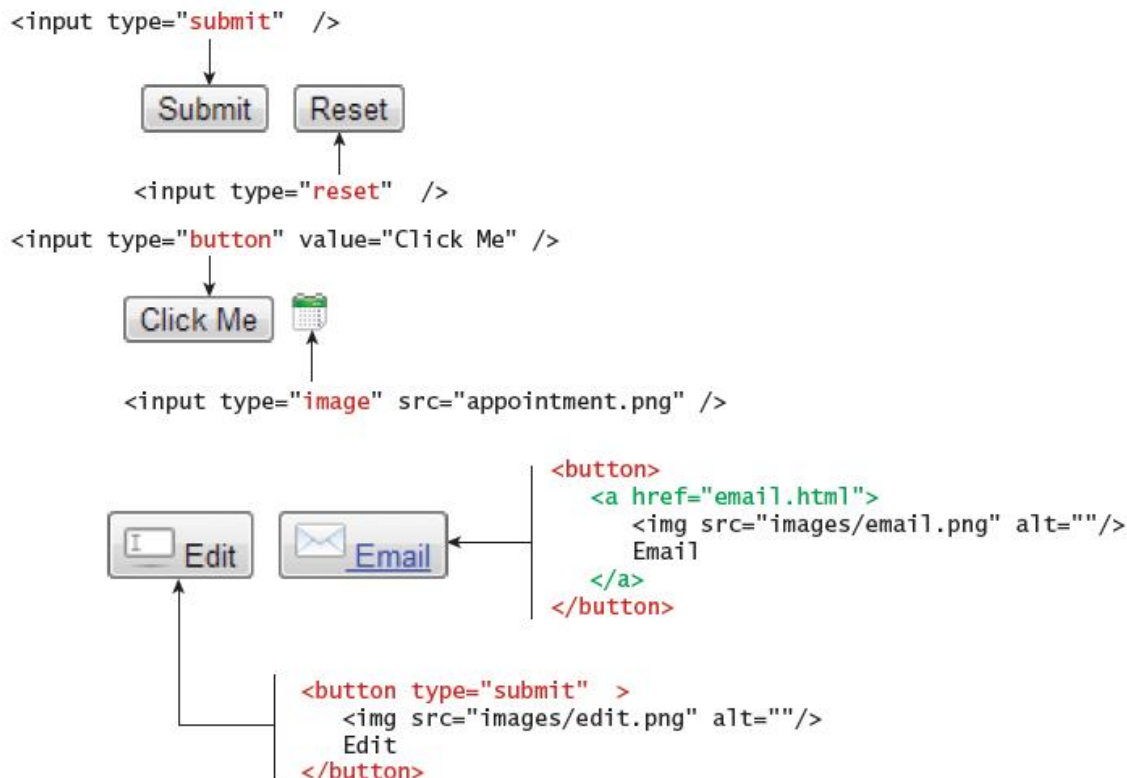 <input type="submit"  />
Submit Reset
<input type="reset"  />
<input type="button" value="Click Me" />
Click Me
<input type="image" src="appointment.png" />
<button>
<a href="email.html">
<img src="images/email.png" alt=""/>
Email
</a>
</button>
Edit Email
<button type="submit"  >
<img src="images/edit.png" alt=""/>
Edit
</button>